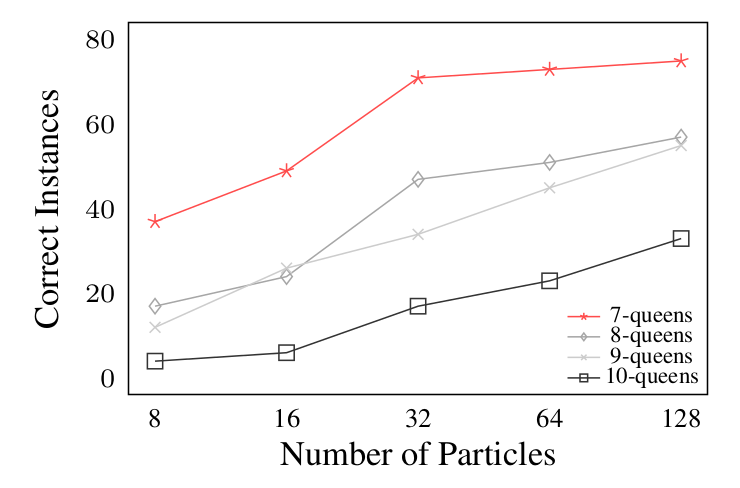 80
60
40
20
0
Correct Instances
7-queens
8-queens
9-queens
10-queens
8 16 32 64 128
Number of Particles